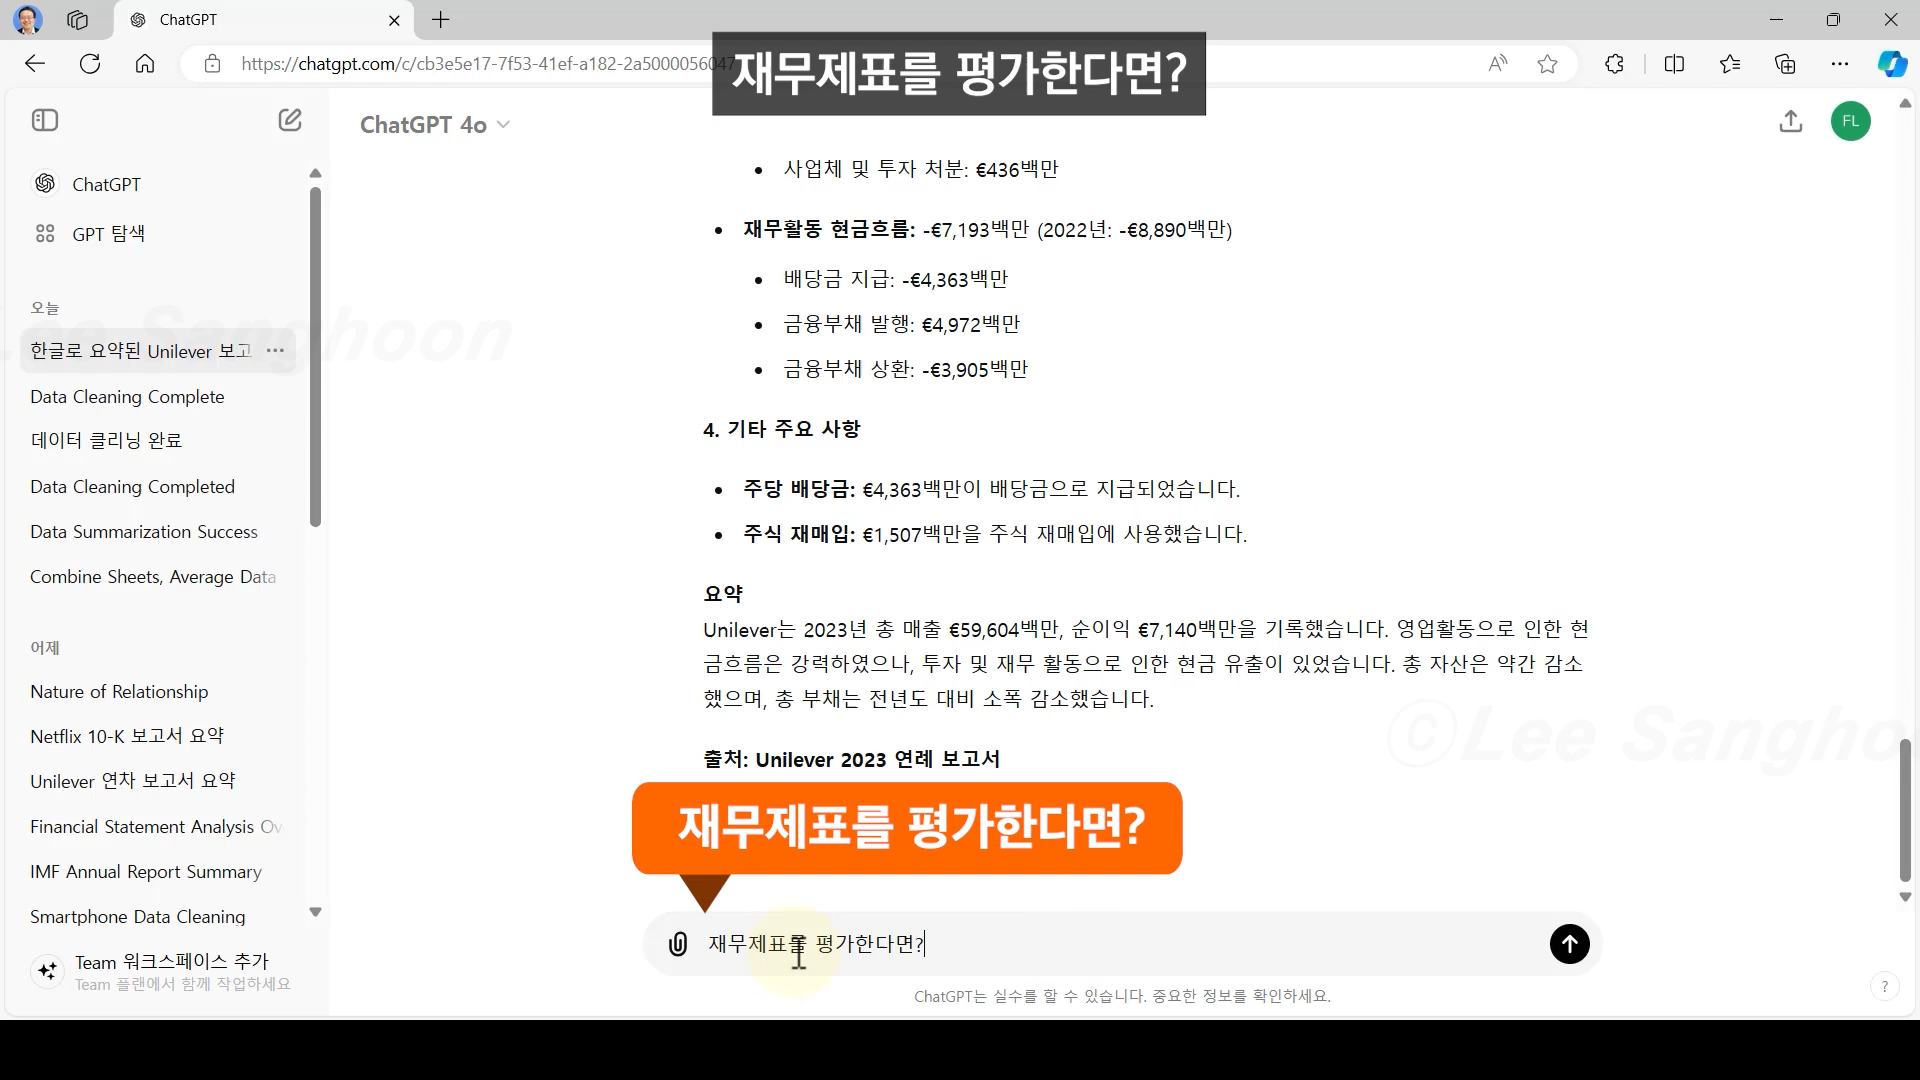 ChatGPT
https://chatgpt.com/c/cb3e5e17-7f53-41ef-a182-2a5000056047
재무제표를 평가한다면?
ChatGPT 4o
FL
ChatGPT
GPT 탐색
오늘
한글로 요약된 Unilever 보고
Data Cleaning Complete
데이터 클리닝 완료
Data Cleaning Completed
Data Summarization Success
Combine Sheets, Average Data
어제
Nature of Relationship
Netflix 10-K 보고서 요약
Unilever 연차 보고서 요약
Financial Statement Analysis Ov
IMF Annual Report Summary
Smartphone Data Cleaning
Team 워크스페이스 추가
Team 플랜에서 함께 작업하세요
• 사업체 및 투자 처분: €436백만
• 재무활동 현금흐름: -€7,193백만 (2022년: -€8,890백만)
• 배당금 지급: -€4,363백만
• 금융부채 발행: €4,972백만
• 금융부채 상환: -€3,905백만
4. 기타 주요 사항
• 주당 배당금: €4,363백만이 배당금으로 지급되었습니다.
• 주식 재매입: €1,507백만을 주식 재매입에 사용했습니다.
요약
Unilever는 2023년 총 매출 €59,604백만, 순이익 €7,140백만을 기록했습니다. 영업활동으로 인한 현
금흐름은 강력하였으나, 투자 및 재무 활동으로 인한 현금 유출이 있었습니다. 총 자산은 약간 감소
했으며, 총 부채는 전년도 대비 소폭 감소했습니다.
출처: Unilever 2023 연례 보고서
재무제표를 평가한다면?
재무제표를 평가한다면?
ChatGPT는 실수를 할 수 있습니다. 중요한 정보를 확인하세요.
?
Lee Sanghoon
©Lee Sangho